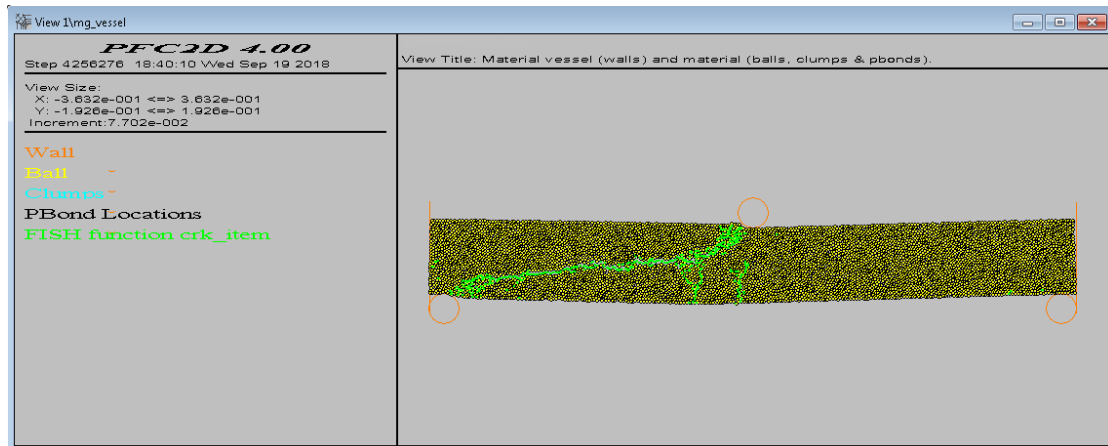 View 1\mg_vessel
PFC2D 4.00
Step 4256276 18:40:10 Wed Sep 19 2018
View Size:
X: -3.632e-001 <=> 3.632e-001
Y: -1.926e-001 <=> 1.926e-001
Increment:7.702e-002
Wall
Ball
Clumps
PBond Locations
FISH function crk_item
View Title: Material vessel (walls) and material (balls, clumps & pbonds).